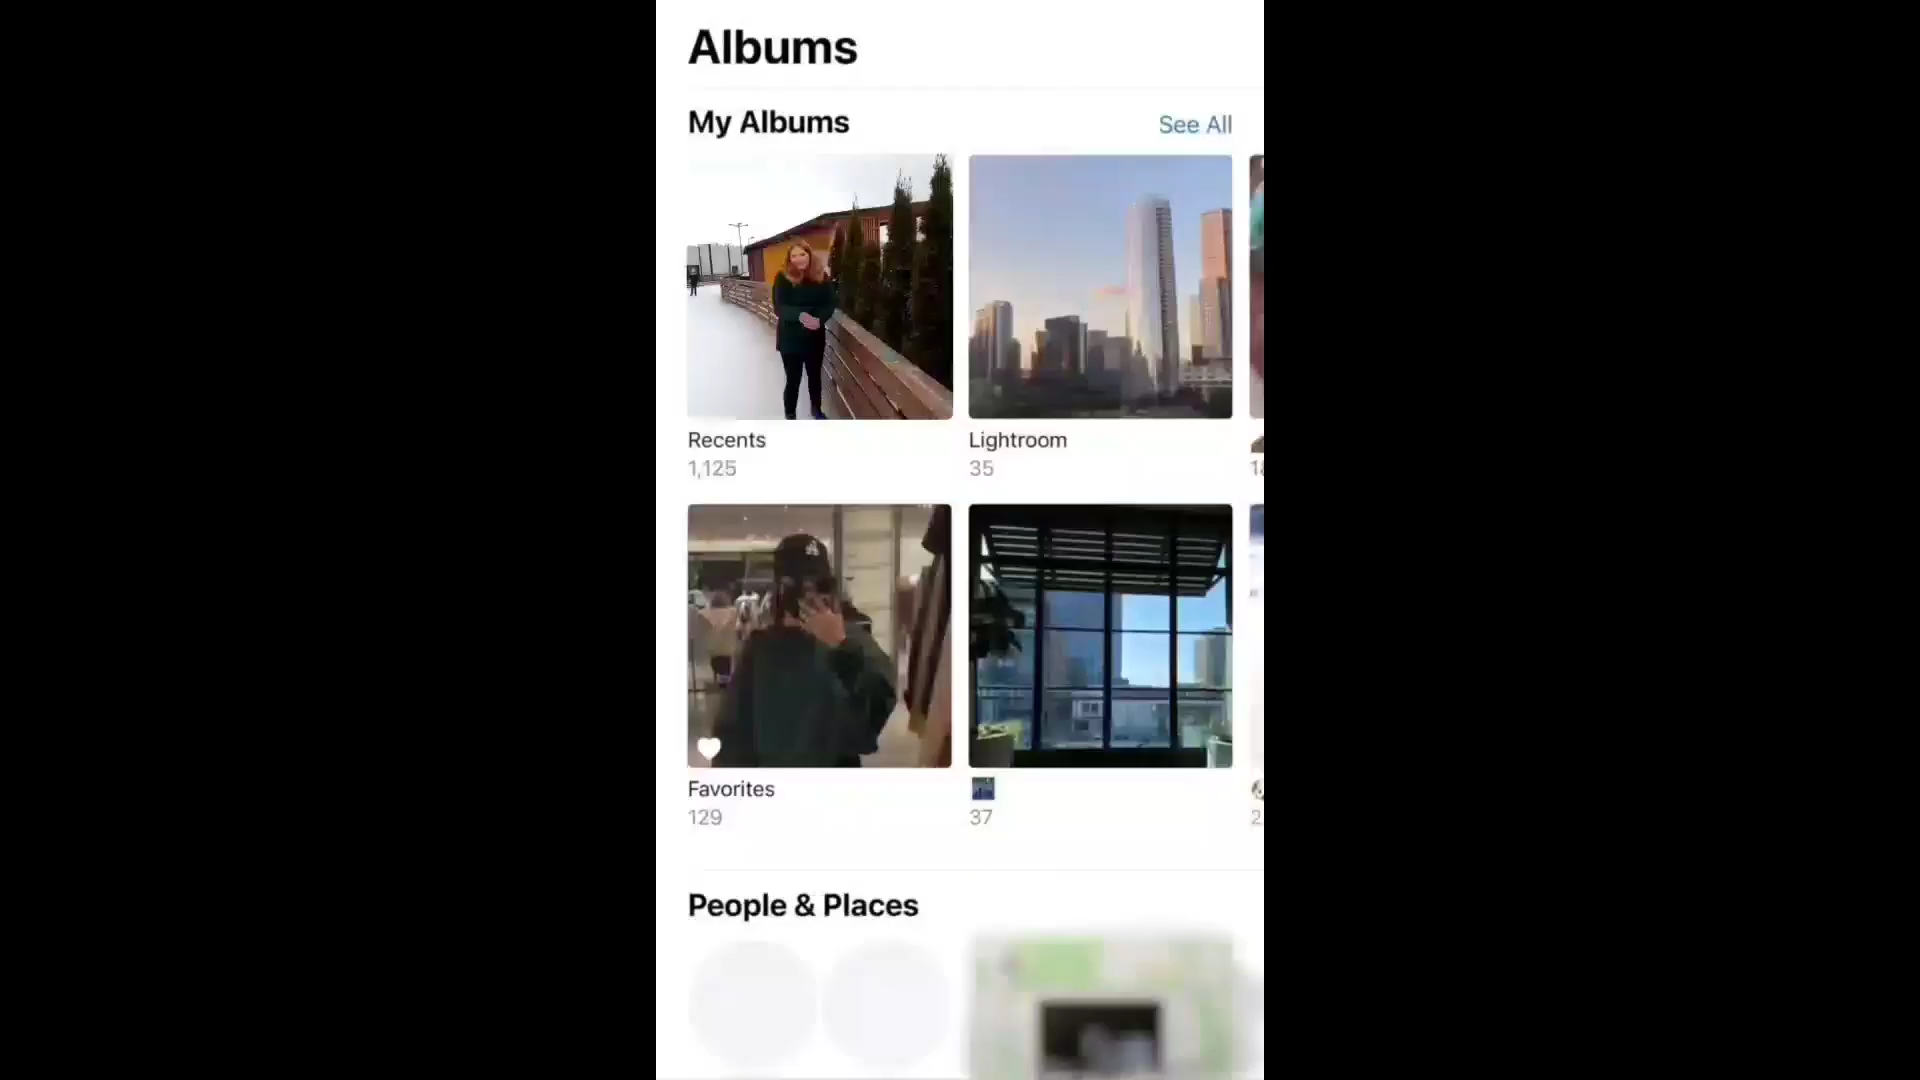 Albums
My Albums
See All
Recents
Lightroom
1,125
35
Favorites
129
37
People & Places